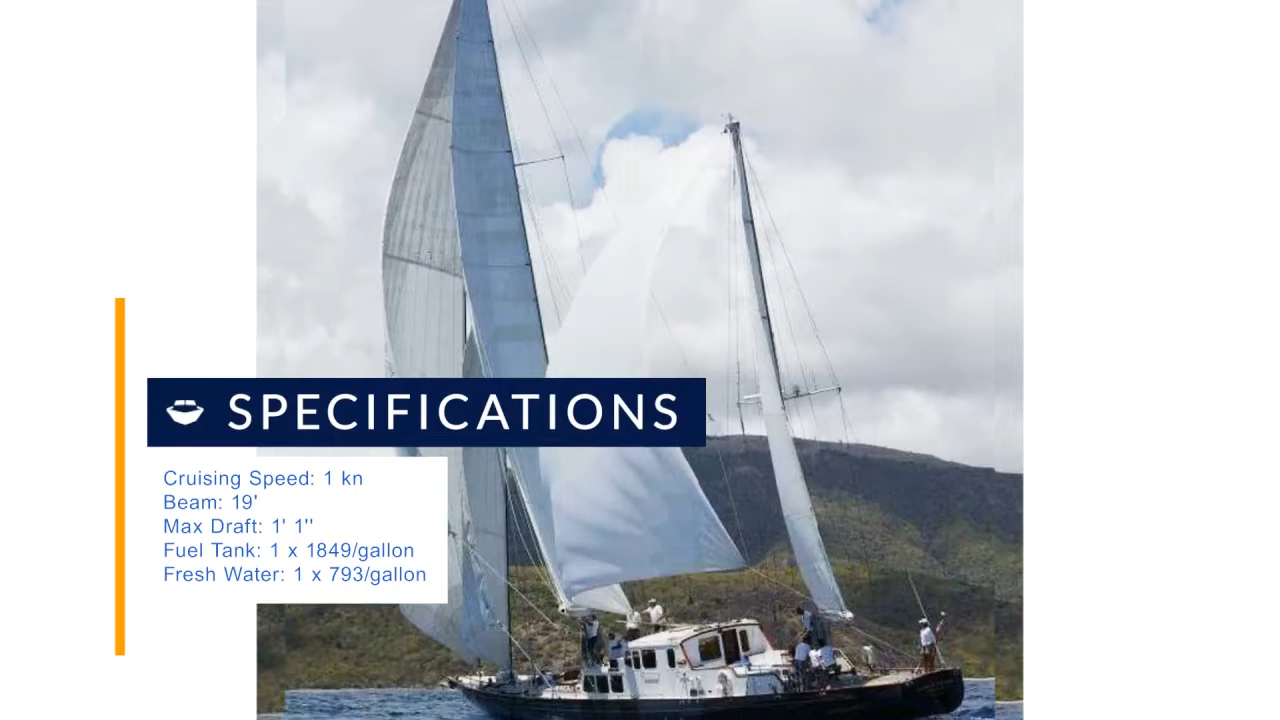 SPECIFICATIONS
Cruising Speed: 1 kn
Beam: 19'
Max Draft: 1' 1''
Fuel Tank: 1 x 1849/gallon
Fresh Water: 1 x 793/gallon